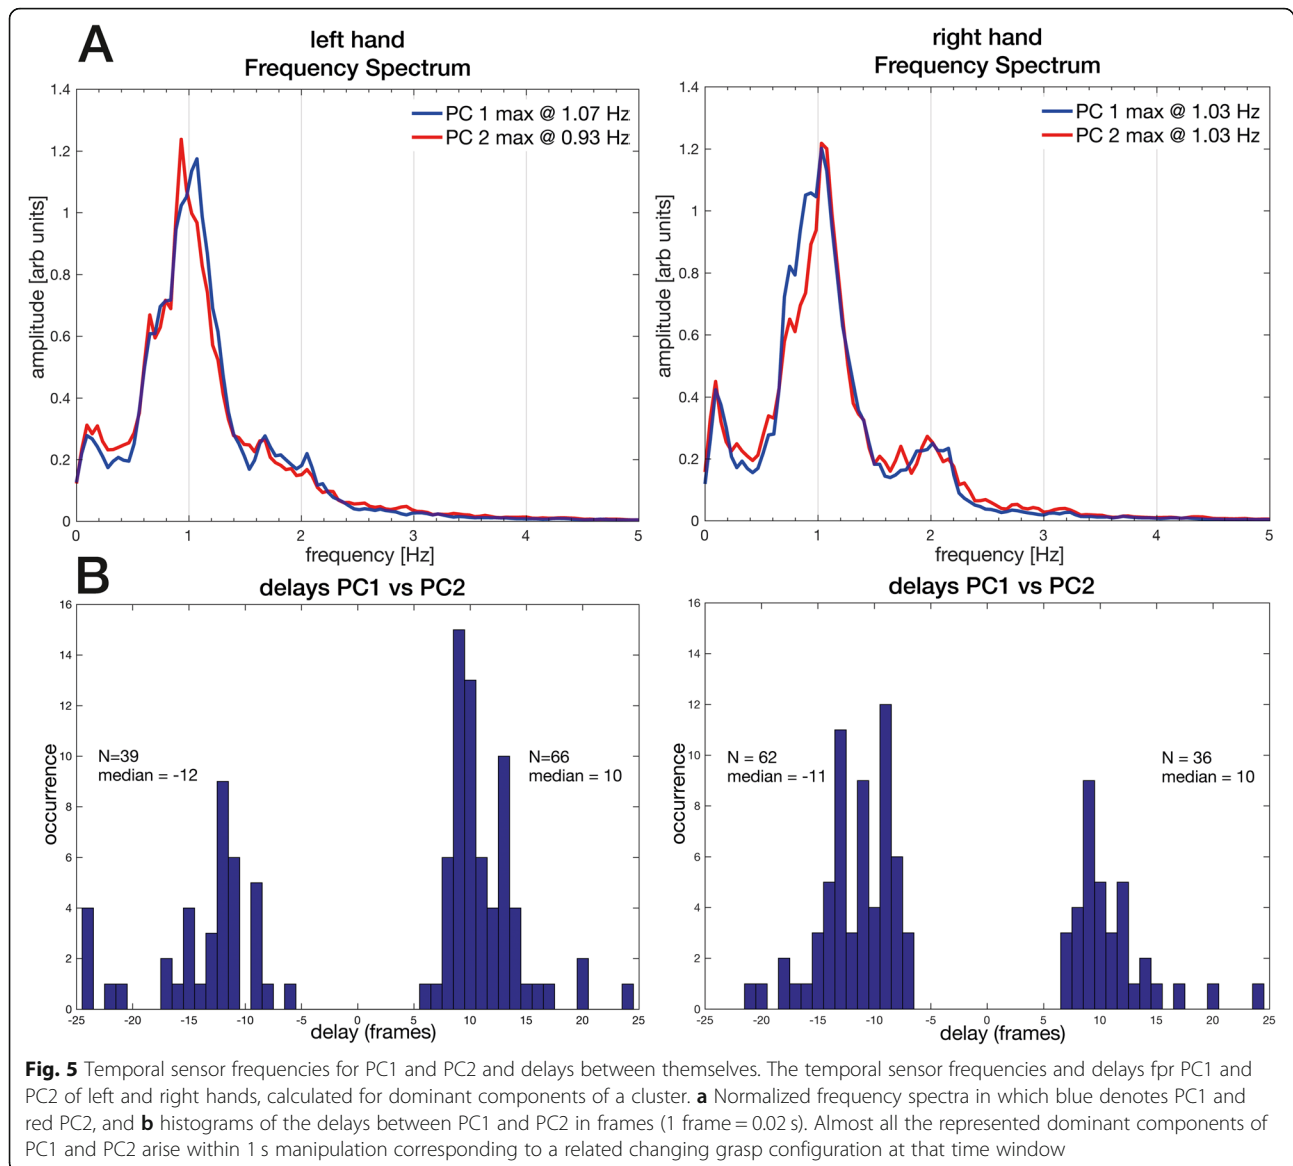 A
left hand
Frequency Spectrum
1.4
1.2
1
0.8
0.6
0.4
0.2
0
amplitude [arb units]
PC 1 max @ 1.07 Hz
PC 2 max @ 0.93 Hz
0 1 2 3 4 5
frequency [Hz]
right hand
Frequency Spectrum
1.4
1.2
1
0.8
0.6
0.4
0.2
0
amplitude [arb units]
PC 1 max @ 1.03 Hz
PC 2 max @ 1.03 Hz
0 1 2 3 4 5
frequency [Hz]
B
delays PC1 vs PC2
16
14
12
10
8
6
4
2
0
occurrence
N=39
median = -12
N=66
median = 10
-25 -20 -15 -10 -5 0 5 10 15 20 25
delay (frames)
delays PC1 vs PC2
16
14
12
10
8
6
4
2
0
occurrence
N = 62
median = -11
N = 36
median = 10
-25 -20 -15 -10 -5 0 5 10 15 20 25
delay (frames)
Fig. 5 Temporal sensor frequencies for PC1 and PC2 and delays between themselves. The temporal sensor frequencies and delays fpr PC1 and
PC2 of left and right hands, calculated for dominant components of a cluster. a Normalized frequency spectra in which blue denotes PC1 and
red PC2, and b histograms of the delays between PC1 and PC2 in frames (1 frame = 0.02 s). Almost all the represented dominant components of
PC1 and PC2 arise within 1 s manipulation corresponding to a related changing grasp configuration at that time window